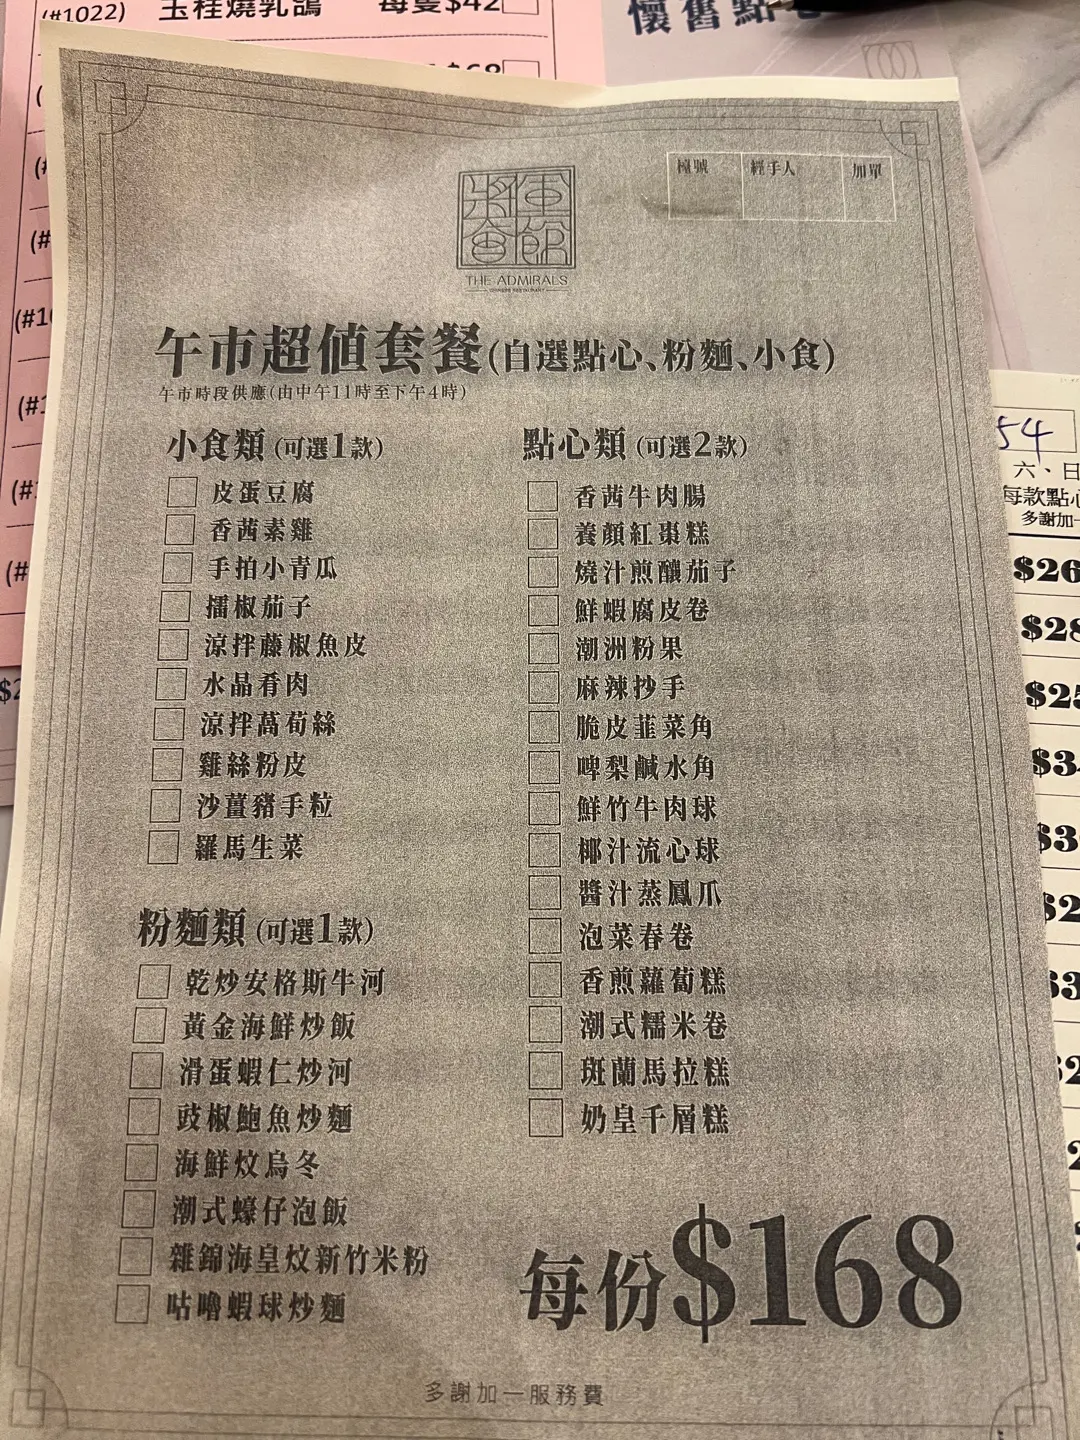 (#1022) 玉桂燒乳鴿 每隻$42
懷舊點心
$68
檯號 經手人 加單
將軍會館
THE ADMIRALS
CHINESE RESTAURANT
午市超值套餐(自選點心、粉麵、小食)
午市時段供應(由中午11時至下午4時)
小食類 (可選1款)
皮蛋豆腐
香茜素雞
手拍小青瓜
擂椒茄子
涼拌藤椒魚皮
水晶肴肉
涼拌萵荀絲
雞絲粉皮
沙薑豬手粒
羅馬生菜
粉麵類 (可選1款)
乾炒安格斯牛河
黃金海鮮炒飯
滑蛋蝦仁炒河
豉椒鮑魚炒麵
海鮮炆烏冬
潮式蠔仔泡飯
雜錦海皇炆新竹米粉
咕嚕蝦球炒麵
點心類 (可選2款)
香茜牛肉腸
養顏紅棗糕
燒汁煎釀茄子
鮮蝦腐皮卷
潮洲粉果
麻辣抄手
脆皮韮菜角
啤梨鹹水角
鮮竹牛肉球
椰汁流心球
醬汁蒸鳳爪
泡菜春卷
香煎蘿蔔糕
潮式糯米卷
斑蘭馬拉糕
奶皇千層糕
每份$168
多謝加一服務費
54
六、日
每款點心
多謝加一
$26
$28